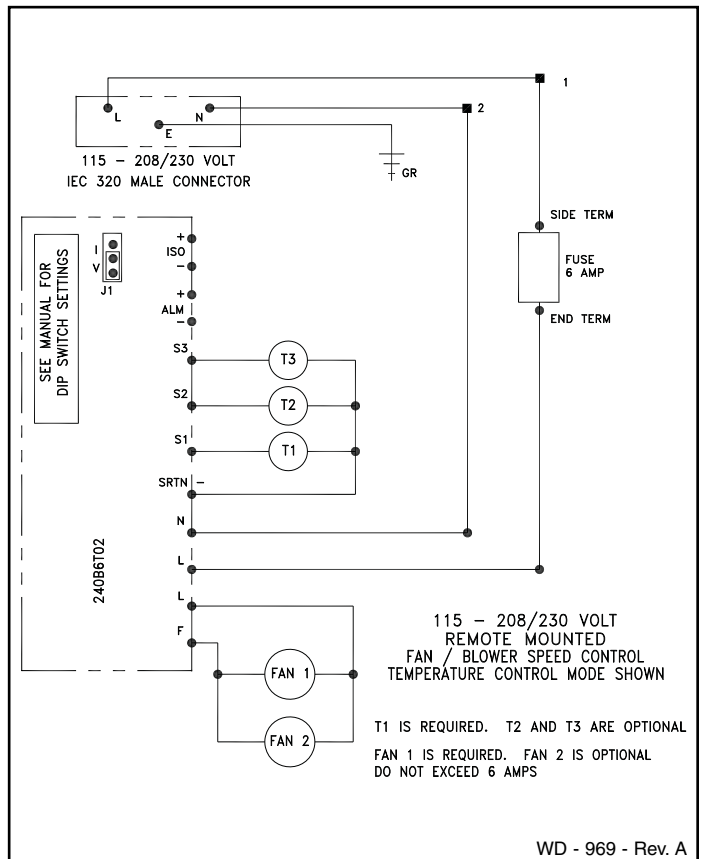 1
2
L
N
E
GR
115 – 208/230 VOLT
IEC 320 MALE CONNECTOR
SIDE TERM
FUSE
6 AMP
END TERM
SEE MANUAL FOR
DIP SWITCH SETTINGS
I
V
J1
+
ISO
–
+
ALM
–
S3
T3
S2
T2
S1
T1
SRTN –
N
L
L
F
240B6T02
FAN 1
FAN 2
115 – 208/230 VOLT
REMOTE MOUNTED
FAN / BLOWER SPEED CONTROL
TEMPERATURE CONTROL MODE SHOWN
T1 IS REQUIRED. T2 AND T3 ARE OPTIONAL
FAN 1 IS REQUIRED. FAN 2 IS OPTIONAL
DO NOT EXCEED 6 AMPS
WD - 969 - Rev. A